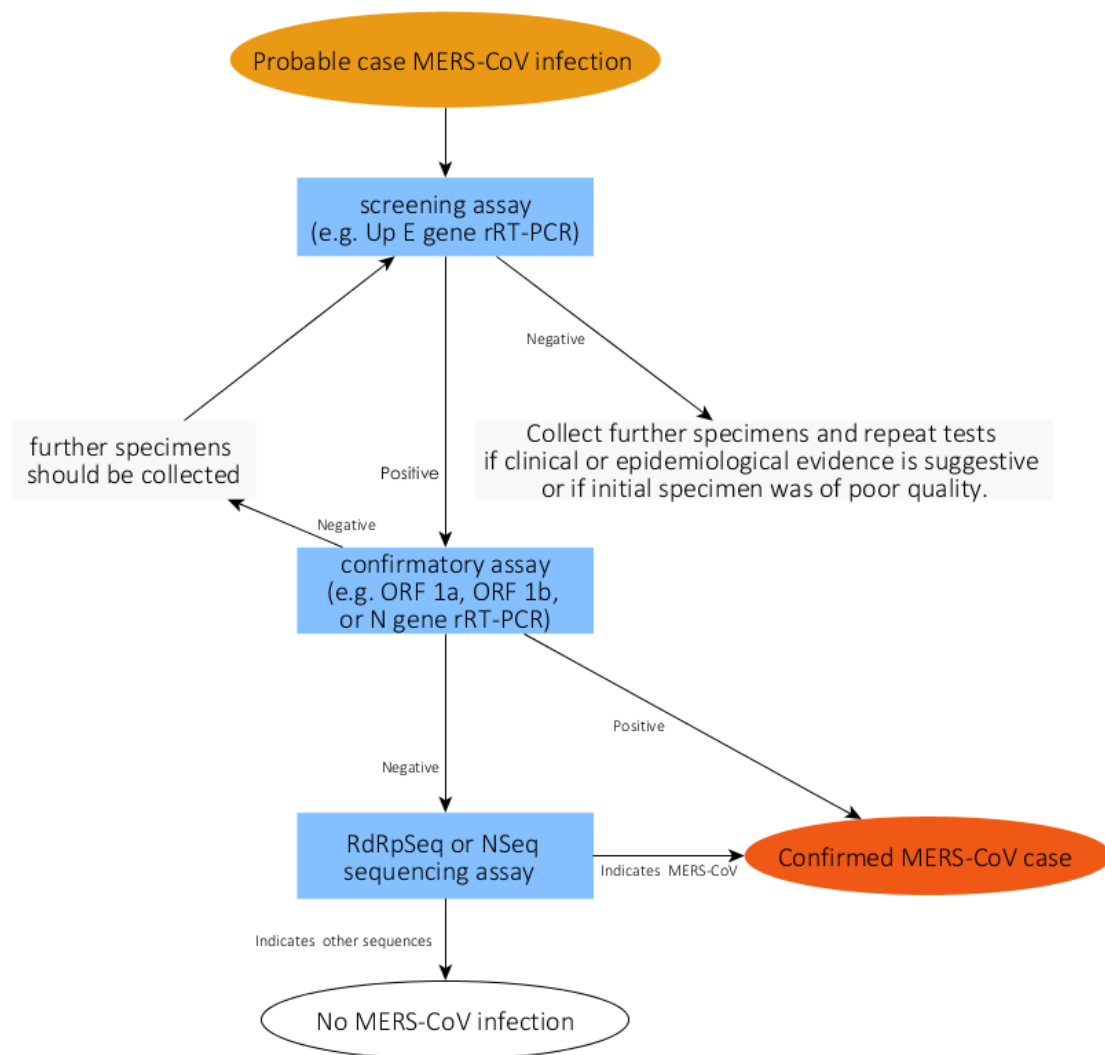 Probable case MERS-CoV infection
screening assay
(e.g. Up E gene rRT-PCR)
Negative
further specimens
should be collected
Positive
Collect further specimens and repeat tests
if clinical or epidemiological evidence is suggestive
or if initial specimen was of poor quality.
Negative
confirmatory assay
(e.g. ORF 1a, ORF 1b,
or N gene rRT-PCR)
Positive
Negative
RdRpSeq or NSeq
sequencing assay
Indicates MERS-CoV
Confirmed MERS-CoV case
Indicates other sequences
No MERS-CoV infection